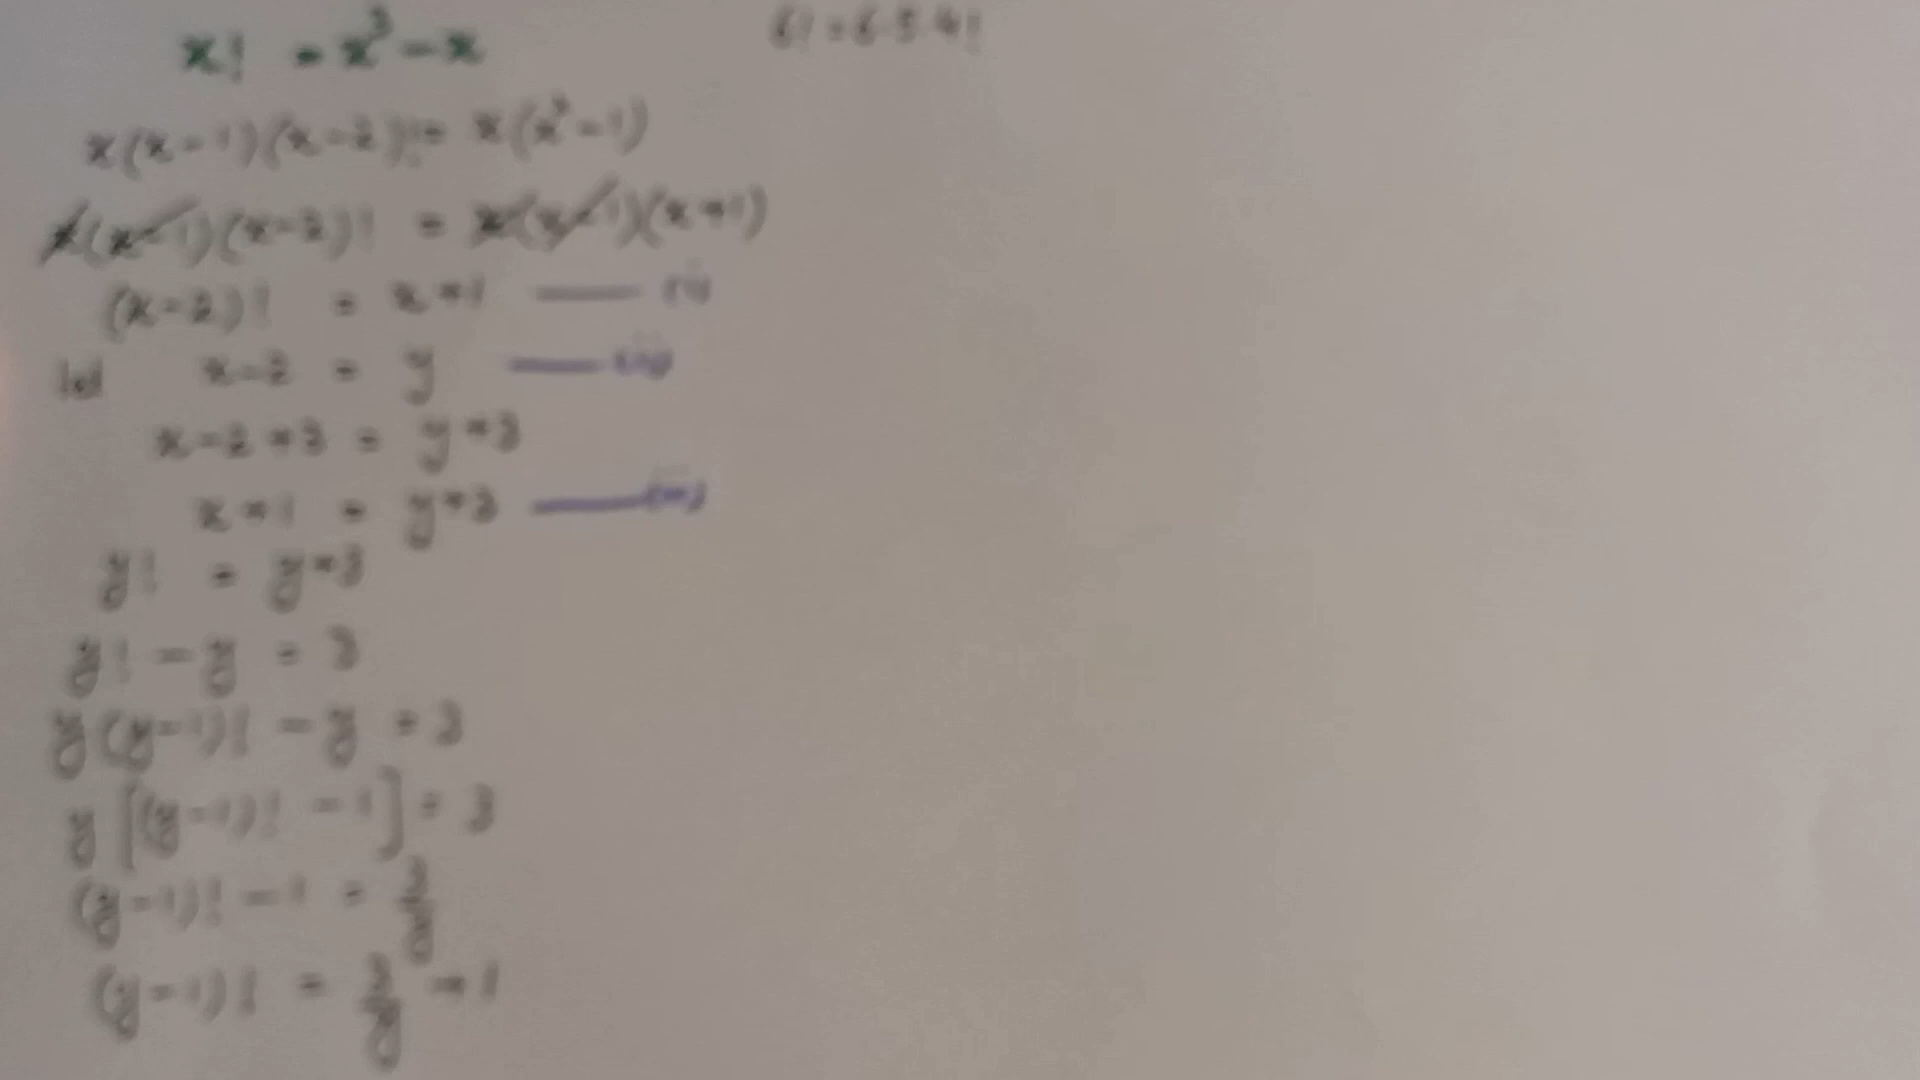 x! = x³ - x
6! = 6·5·4!
x(x-1)(x-2)! = x(x²-1)
x(x-1)(x-2)! = x(x-1)(x+1)
(x-2)! = x+1 —— (i)
let x-2 = y —— (ii)
x-2+3 = y+3
x+1 = y+3 —— (iii)
y! = y+3
y! - y = 3
y(y-1)! - y = 3
y[(y-1)! - 1] = 3
(y-1)! - 1 = 3/y
(y-1)! = 3/y + 1